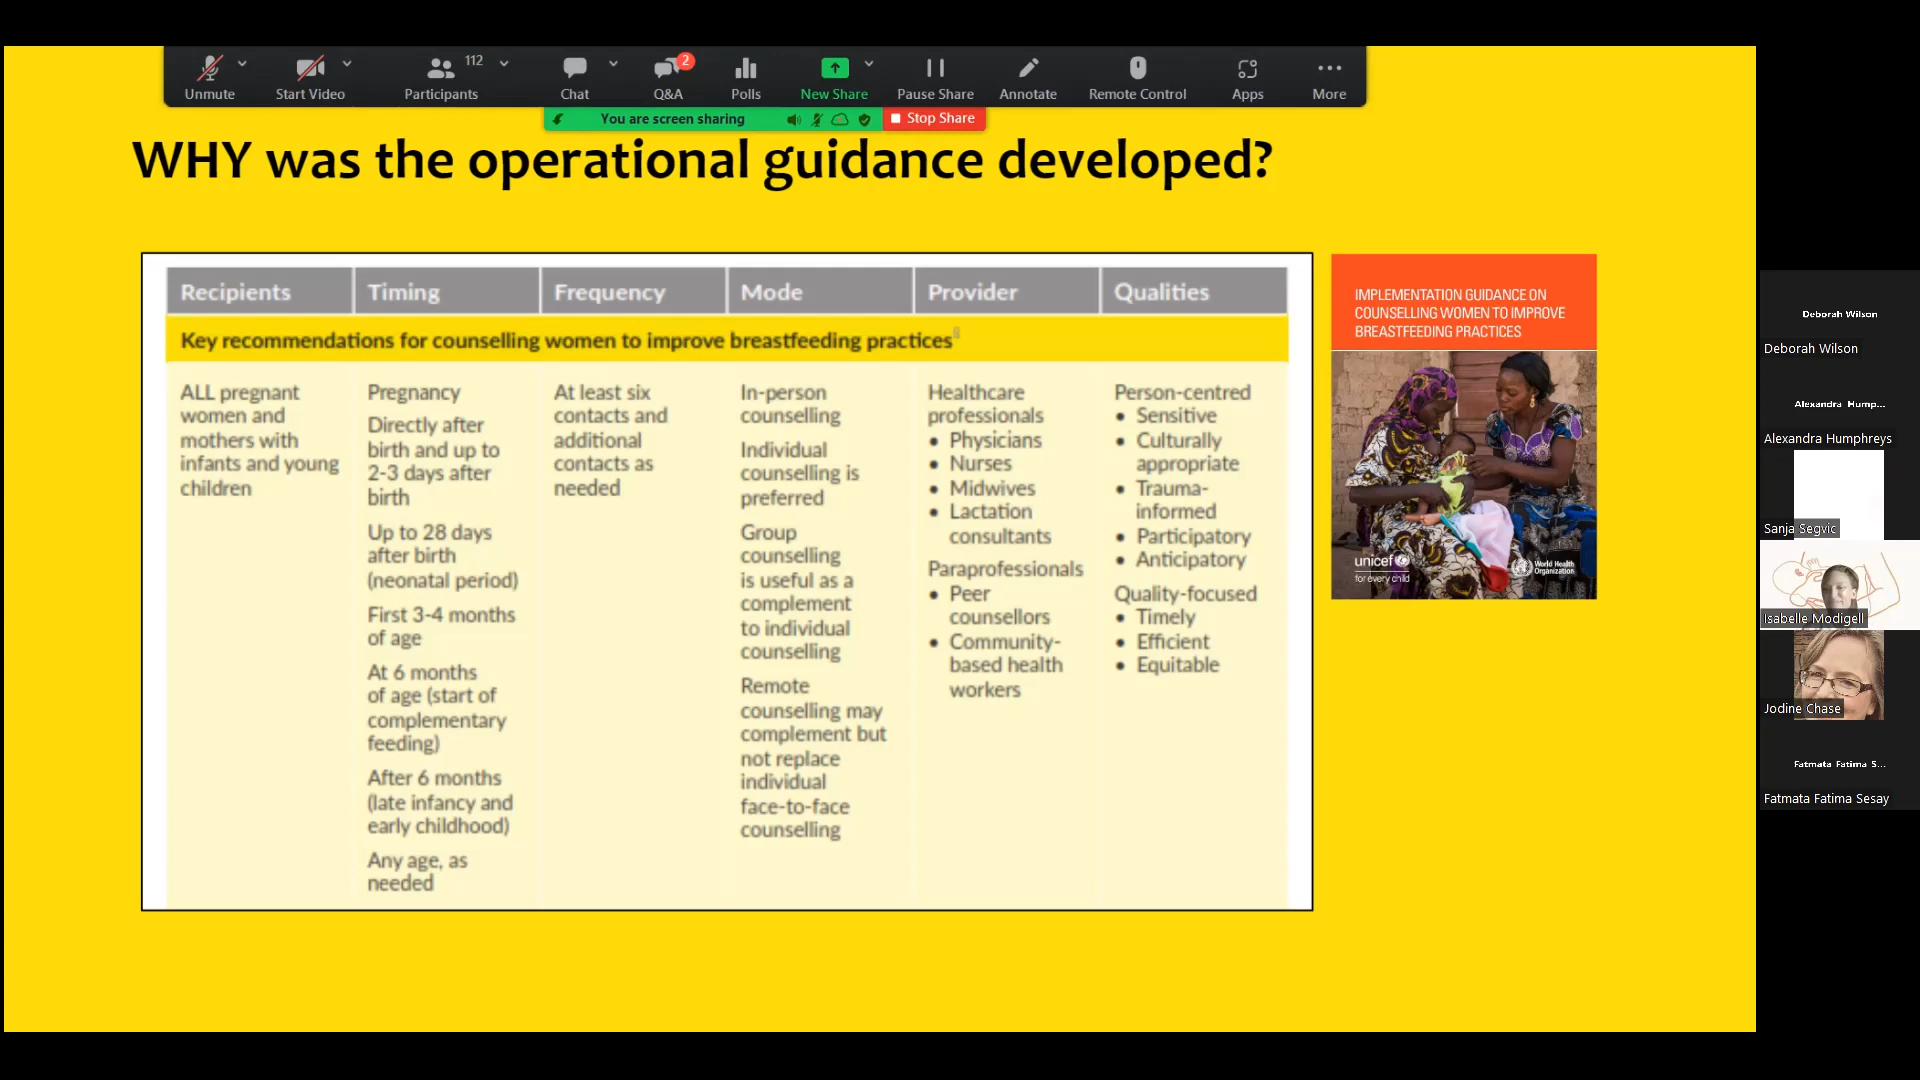 Unmute
Start Video
Participants
112
Chat
Q&A
2
Polls
New Share
Pause Share
Annotate
Remote Control
Apps
More
You are screen sharing
Stop Share
WHY was the operational guidance developed?
Recipients
Timing
Frequency
Mode
Provider
Qualities
Key recommendations for counselling women to improve breastfeeding practices
ALL pregnant
women and
mothers with
infants and young
children
Pregnancy
Directly after
birth and up to
2-3 days after
birth
Up to 28 days
after birth
(neonatal period)
First 3-4 months
of age
At 6 months
of age (start of
complementary
feeding)
After 6 months
(late infancy and
early childhood)
Any age, as
needed
At least six
contacts and
additional
contacts as
needed
In-person
counselling
Individual
counselling is
preferred
Group
counselling
is useful as a
complement
to individual
counselling
Remote
counselling may
complement but
not replace
individual
face-to-face
counselling
Healthcare
professionals
• Physicians
• Nurses
• Midwives
• Lactation
consultants
Paraprofessionals
• Peer
counsellors
• Community-
based health
workers
Person-centred
• Sensitive
• Culturally
appropriate
• Trauma-
informed
• Participatory
• Anticipatory
Quality-focused
• Timely
• Efficient
• Equitable
IMPLEMENTATION GUIDANCE ON
COUNSELLING WOMEN TO IMPROVE
BREASTFEEDING PRACTICES
unicef
for every child
World Health
Organization
Deborah Wilson
Deborah Wilson
Alexandra Hump...
Alexandra Humphreys
Sanja Segvic
Isabelle Modigell
Jodine Chase
Fatmata Fatima S...
Fatmata Fatima Sesay